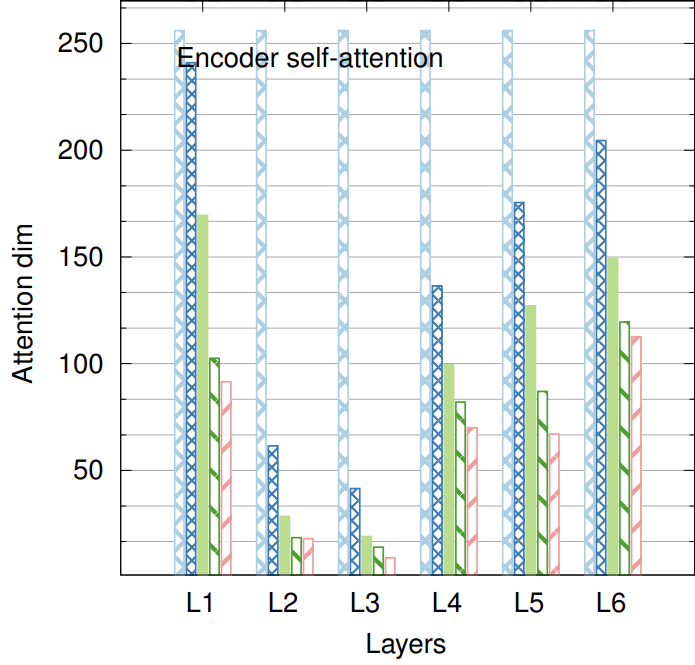 Encoder self-attention
250
200
150
100
50
Attention dim
L1 L2 L3 L4 L5 L6
Layers